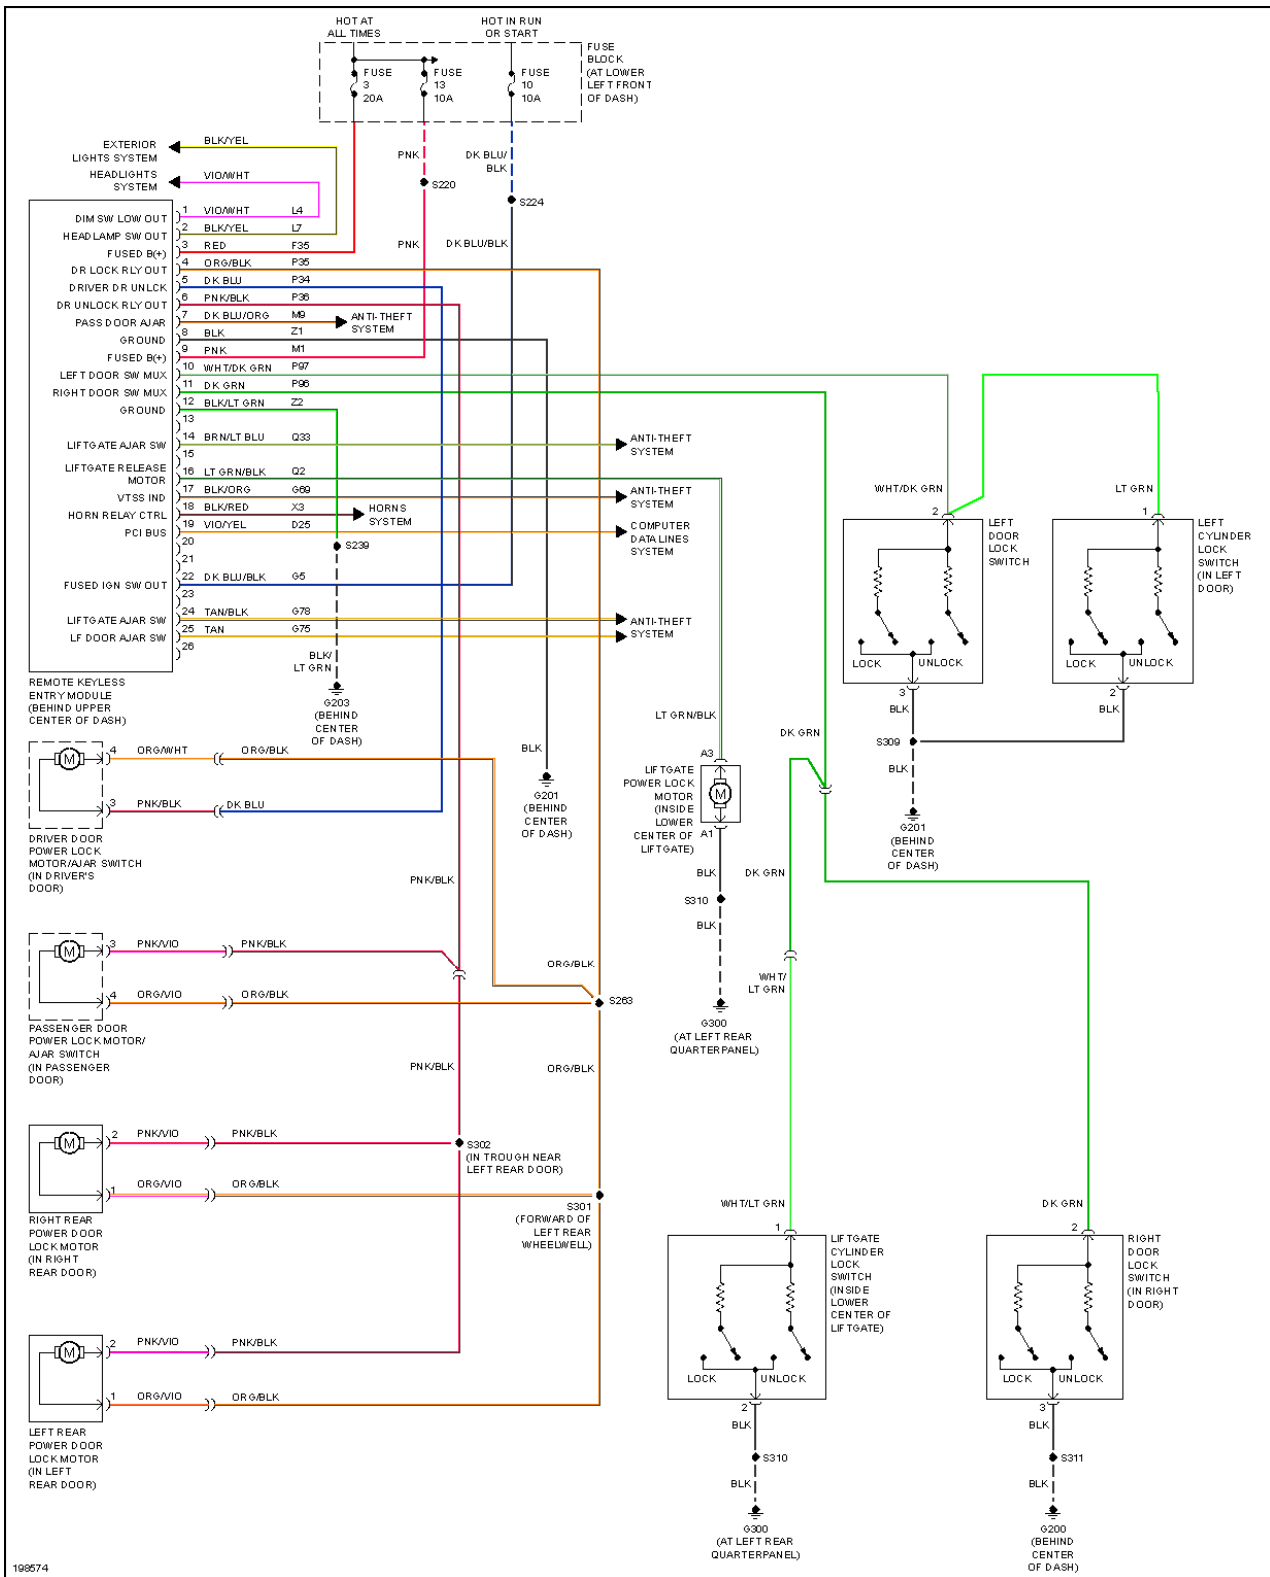 HOT AT
ALL TIMES
HOT IN RUN
OR START
FUSE
BLOCK
(AT LOWER
LEFT FRONT
OF DASH)
FUSE
3
20A
FUSE
13
10A
FUSE
10
10A
EXTERIOR
LIGHTS SYSTEM
BLK/YEL
HEADLIGHTS
SYSTEM
VIO/WHT
PNK
DK BLU/
BLK
S220
S224
PNK
DK BLU/BLK
DIM SW LOW OUT 1 VIO/WHT L4
HEADLAMP SW OUT 2 BLK/YEL L7
FUSED B(+) 3 RED F35
DR LOCK RLY OUT 4 ORG/BLK P35
DRIVER DR UNLCK 5 DK BLU P34
DR UNLOCK RLY OUT 6 PNK/BLK P36
PASS DOOR AJAR 7 DK BLU/ORG M9
ANTI-THEFT
SYSTEM
GROUND 8 BLK Z1
FUSED B(+) 9 PNK M1
LEFT DOOR SW MUX 10 WHT/DK GRN P97
RIGHT DOOR SW MUX 11 DK GRN P96
GROUND 12 BLK/LT GRN Z2
13
LIFTGATE AJAR SW 14 BRN/LT BLU Q33
ANTI-THEFT
SYSTEM
15
LIFTGATE RELEASE
MOTOR
16 LT GRN/BLK Q2
VTSS IND 17 BLK/ORG G69
ANTI-THEFT
SYSTEM
HORN RELAY CTRL 18 BLK/RED X3
HORNS
SYSTEM
PCI BUS 19 VIO/YEL D25
COMPUTER
DATA LINES
SYSTEM
20
21
FUSED IGN SW OUT 22 DK BLU/BLK G5
23
LIFTGATE AJAR SW 24 TAN/BLK G78
LF DOOR AJAR SW 25 TAN G75
ANTI-THEFT
SYSTEM
26
REMOTE KEYLESS
ENTRY MODULE
(BEHIND UPPER
CENTER OF DASH)
S239
BLK/
LT GRN
G203
(BEHIND
CENTER
OF DASH)
BLK
G201
(BEHIND
CENTER
OF DASH)
WHT/DK GRN
LT GRN
2
LEFT
DOOR
LOCK
SWITCH
LOCK
UNLOCK
3
BLK
1
LEFT
CYLINDER
LOCK
SWITCH
(IN LEFT
DOOR)
LOCK
UNLOCK
2
BLK
S309
BLK
G201
(BEHIND
CENTER
OF DASH)
LT GRN/BLK
A3
LIFTGATE
POWER LOCK
MOTOR
(INSIDE
LOWER
CENTER OF
LIFTGATE)
M
A1
BLK
S310
BLK
G300
(AT LEFT REAR
QUARTERPANEL)
DK GRN
DK GRN
WHT/
LT GRN
M
4 ORG/WHT ORG/BLK
3 PNK/BLK DK BLU
DRIVER DOOR
POWER LOCK
MOTOR/AJAR SWITCH
(IN DRIVER'S
DOOR)
PNK/BLK
M
3 PNK/VIO PNK/BLK
4 ORG/VIO ORG/BLK
PASSENGER DOOR
POWER LOCK MOTOR/
AJAR SWITCH
(IN PASSENGER
DOOR)
ORG/BLK
S263
PNK/BLK
ORG/BLK
M
2 PNK/VIO PNK/BLK
1 ORG/VIO ORG/BLK
RIGHT REAR
POWER DOOR
LOCK MOTOR
(IN RIGHT
REAR DOOR)
S302
(IN TROUGH NEAR
LEFT REAR DOOR)
S301
(FORWARD OF
LEFT REAR
WHEELWELL)
M
2 PNK/VIO PNK/BLK
1 ORG/VIO ORG/BLK
LEFT REAR
POWER DOOR
LOCK MOTOR
(IN LEFT
REAR DOOR)
WHT/LT GRN
1
LIFTGATE
CYLINDER
LOCK
SWITCH
(INSIDE
LOWER
CENTER OF
LIFTGATE)
LOCK
UNLOCK
2
BLK
S310
BLK
G300
(AT LEFT REAR
QUARTERPANEL)
DK GRN
2
RIGHT
DOOR
LOCK
SWITCH
(IN RIGHT
DOOR)
LOCK
UNLOCK
3
BLK
S311
BLK
G200
(BEHIND
CENTER
OF DASH)
198574